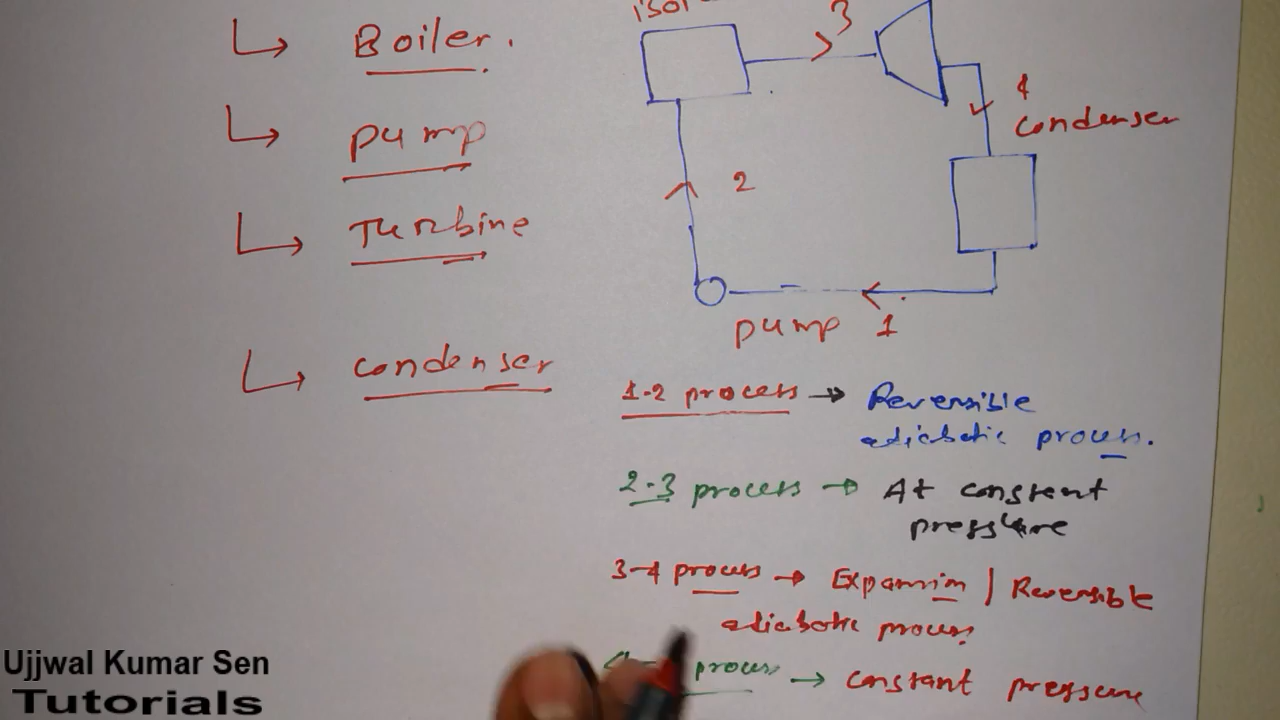 Boiler.
pump
Turbine
condenser
3
4
condenser
2
pump 1
1-2 process → Reversible
adiabatic process.
2-3 process → At constant
pressure
3-4 process → Expansion | Reversible
adiabatic process
process → constant pressure
Ujjwal Kumar Sen
Tutorials